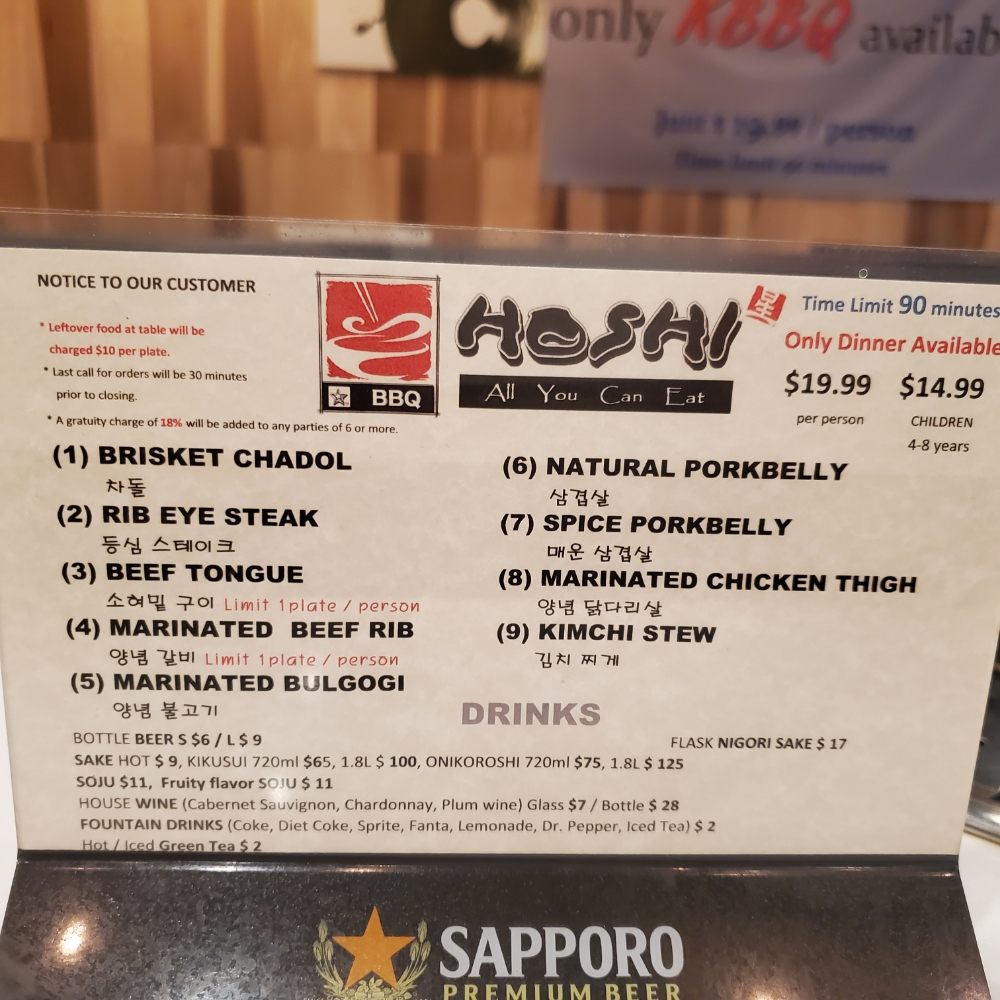 only KBBQ availab
Just $ 19.99 / person
Time limit 90 minutes
NOTICE TO OUR CUSTOMER
* Leftover food at table will be
charged $10 per plate.
* Last call for orders will be 30 minutes
prior to closing.
* A gratuity charge of 18% will be added to any parties of 6 or more.
BBQ
HOSHI
All You Can Eat
Time Limit 90 minutes
Only Dinner Available
$19.99 $14.99
per person CHILDREN
4-8 years
(1) BRISKET CHADOL
차돌
(2) RIB EYE STEAK
등심 스테이크
(3) BEEF TONGUE
소혀밑 구이 Limit 1plate / person
(4) MARINATED BEEF RIB
양념 갈비 Limit 1plate / person
(5) MARINATED BULGOGI
양념 불고기
(6) NATURAL PORKBELLY
삼겹살
(7) SPICE PORKBELLY
매운 삼겹살
(8) MARINATED CHICKEN THIGH
양념 닭다리살
(9) KIMCHI STEW
김치 찌게
DRINKS
BOTTLE BEER S $6 / L $ 9
FLASK NIGORI SAKE $ 17
SAKE HOT $ 9, KIKUSUI 720ml $65, 1.8L $ 100, ONIKOROSHI 720ml $75, 1.8L $ 125
SOJU $11, Fruity flavor SOJU $ 11
HOUSE WINE (Cabernet Sauvignon, Chardonnay, Plum wine) Glass $7 / Bottle $ 28
FOUNTAIN DRINKS (Coke, Diet Coke, Sprite, Fanta, Lemonade, Dr. Pepper, Iced Tea) $ 2
Hot / Iced Green Tea $ 2
SAPPORO
PREMIUM BEER